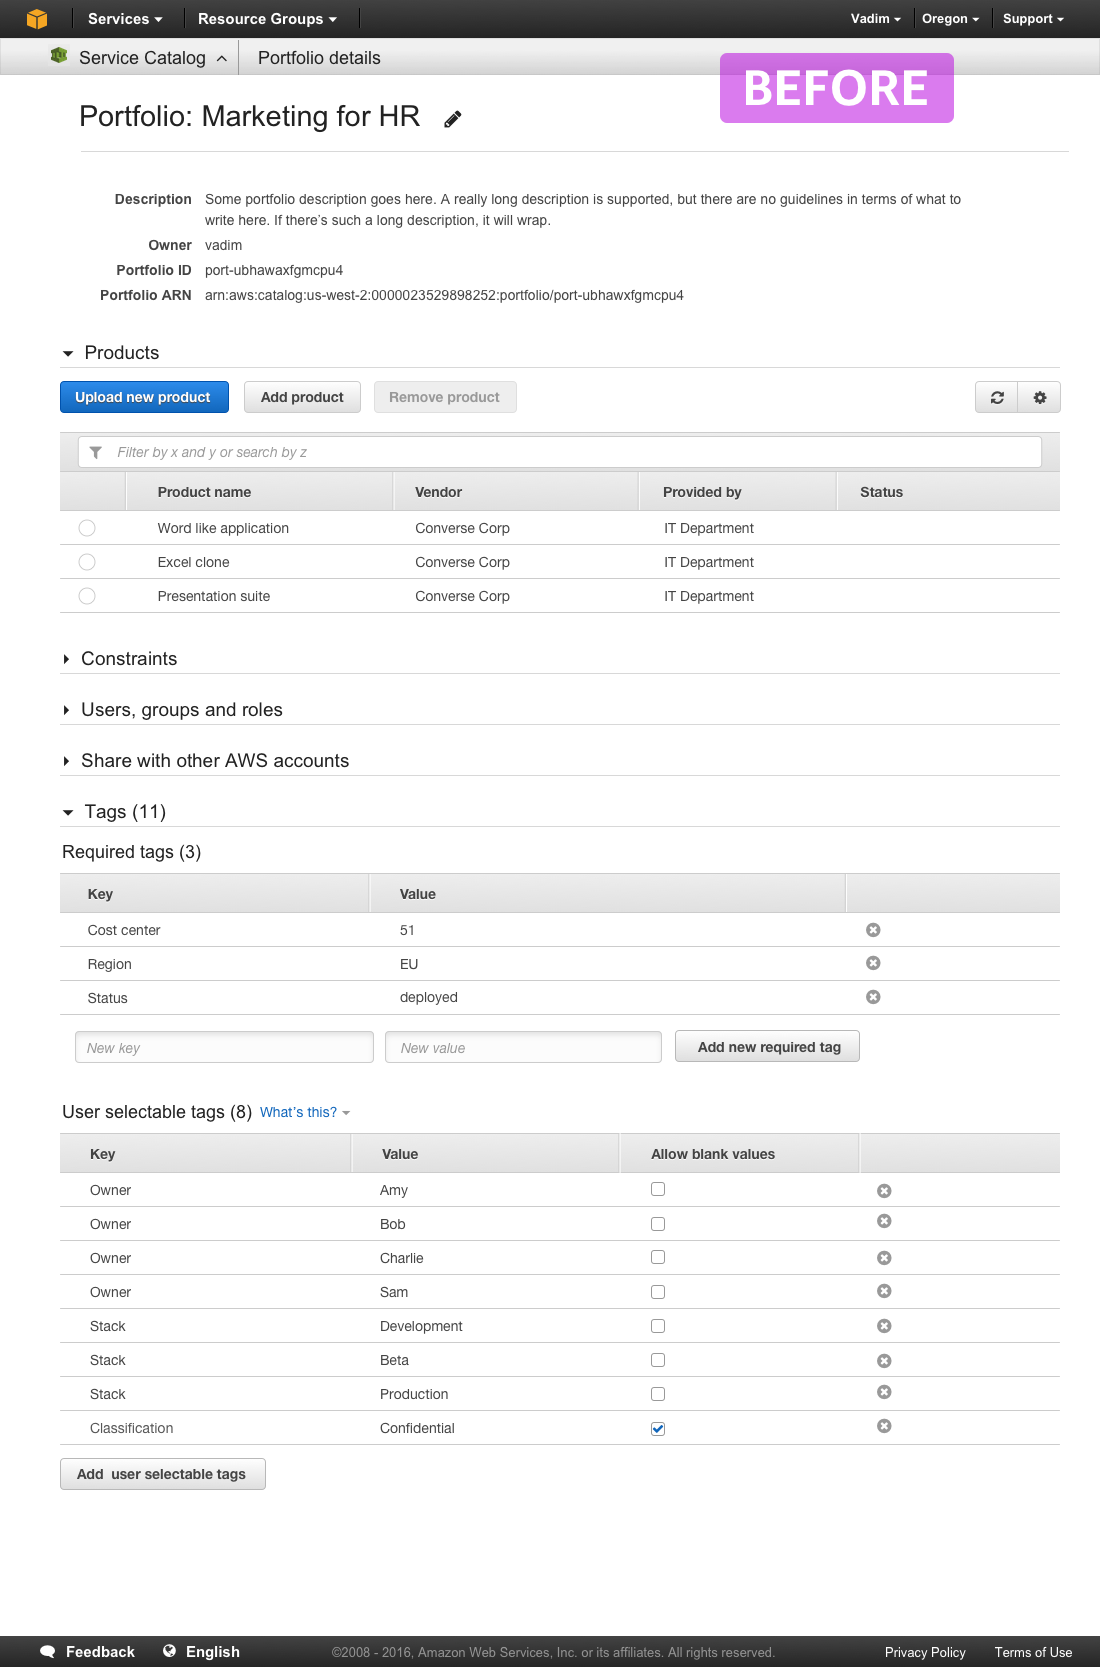 Services Resource Groups Vadim Oregon Support
Service Catalog Portfolio details
BEFORE
Portfolio: Marketing for HR
Description Some portfolio description goes here. A really long description is supported, but there are no guidelines in terms of what to
write here. If there's such a long description, it will wrap.
Owner vadim
Portfolio ID port-ubhawaxfgmcpu4
Portfolio ARN arn:aws:catalog:us-west-2:0000023529898252:portfolio/port-ubhawxfgmcpu4
Products
Upload new product Add product Remove product
Filter by x and y or search by z
Product name Vendor Provided by Status
Word like application Converse Corp IT Department
Excel clone Converse Corp IT Department
Presentation suite Converse Corp IT Department
Constraints
Users, groups and roles
Share with other AWS accounts
Tags (11)
Required tags (3)
Key Value
Cost center 51
Region EU
Status deployed
New key New value Add new required tag
User selectable tags (8) What's this?
Key Value Allow blank values
Owner Amy
Owner Bob
Owner Charlie
Owner Sam
Stack Development
Stack Beta
Stack Production
Classification Confidential
Add user selectable tags
Feedback English ©2008 - 2016, Amazon Web Services, Inc. or its affiliates. All rights reserved. Privacy Policy Terms of Use